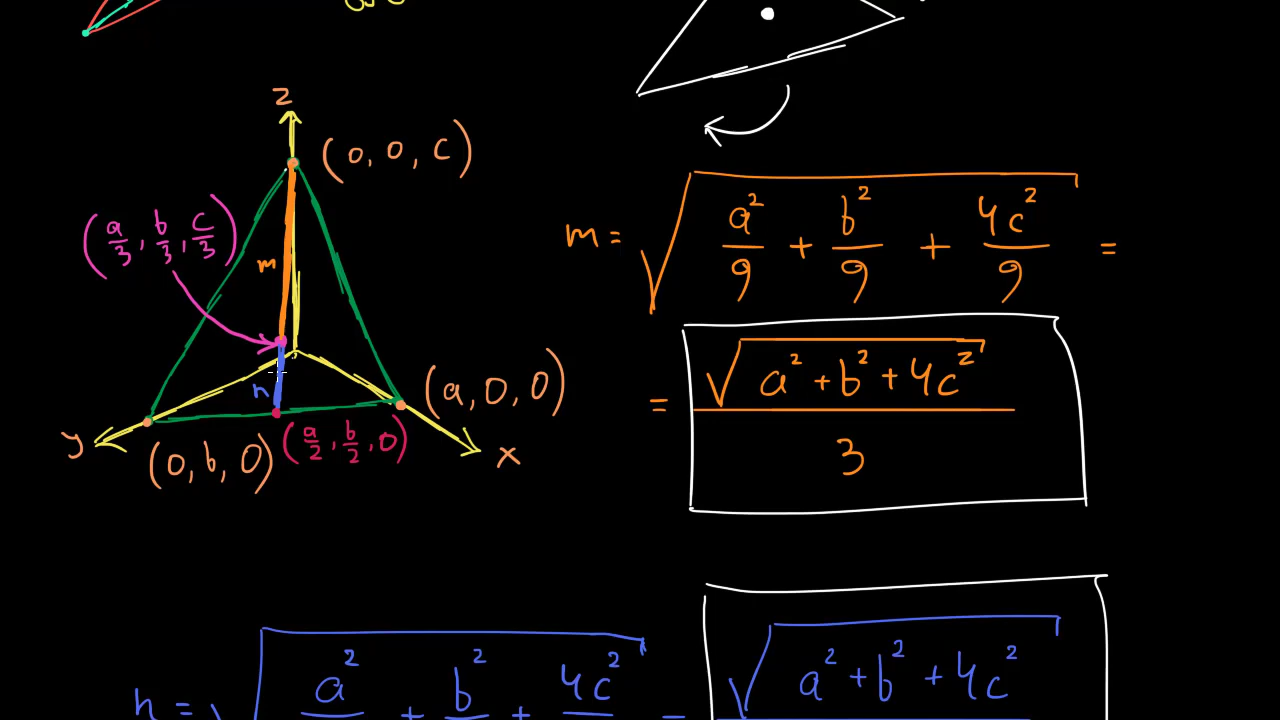 z
(0, 0, c)
(a/3, b/3, c/3)
m
n
(a, 0, 0)
y
(0, b, 0)
(a/2, b/2, 0)
x
m = √(a²/9 + b²/9 + 4c²/9) =
= √(a² + b² + 4c²)/3
n = √(a² + b² + 4c² = √(a² + b² + 4c²